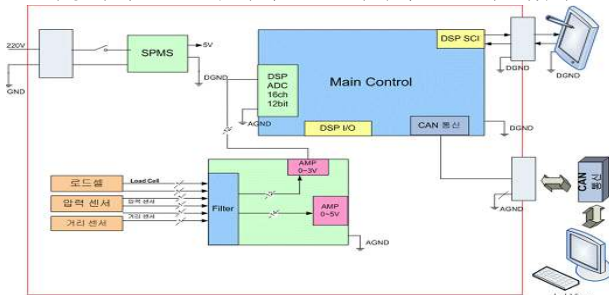 220V
GND
SPMS
5V
DGND
DSP
ADC
16ch
12bit
AGND
Main Control
DSP SCI
DSP I/O
CAN 통신
DGND
DGND
DGND
로드셀
압력 센서
거리 센서
Load Cell
압력 센서
거리 센서
Filter
AMP
0~3V
AMP
0~5V
AGND
AGND
CAN